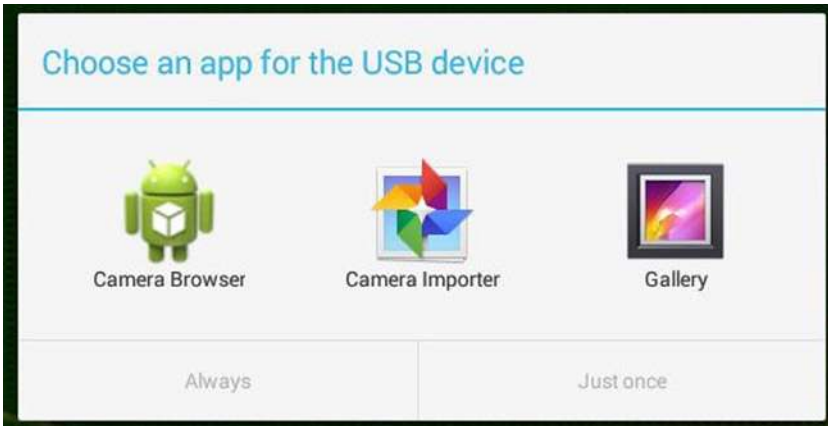 Choose an app for the USB device
Camera Browser
Camera Importer
Gallery
Always
Just once